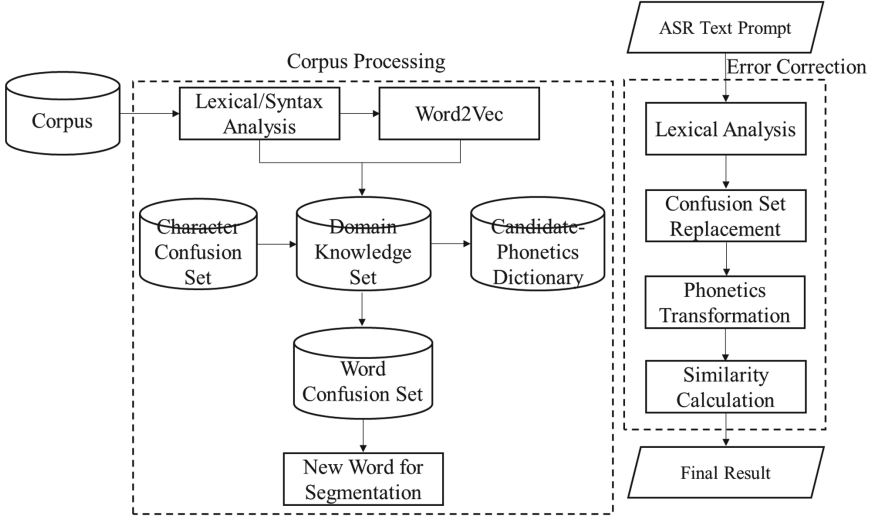 Corpus Processing
Corpus
Lexical/Syntax
Analysis
Word2Vec
Character
Confusion
Set
Domain
Knowledge
Set
Candidate-
Phonetics
Dictionary
Word
Confusion Set
New Word for
Segmentation
ASR Text Prompt
Error Correction
Lexical Analysis
Confusion Set
Replacement
Phonetics
Transformation
Similarity
Calculation
Final Result